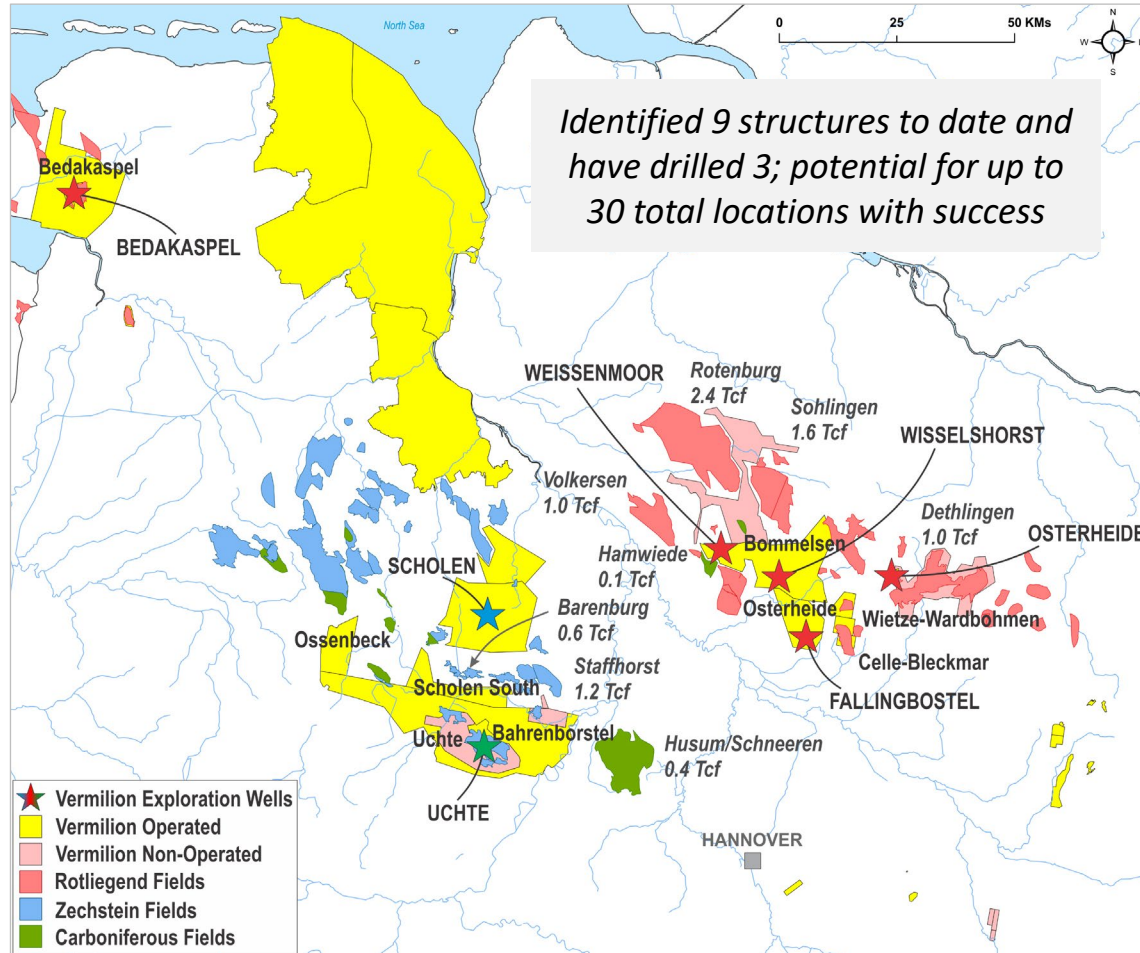 North Sea
0
25
50 KMs
N
W
S
Identified 9 structures to date and
have drilled 3; potential for up to
30 total locations with success
Bedakaspel
BEDAKASPEL
WEISSENMOOR
Rotenburg
2.4 Tcf
Sohlingen
1.6 Tcf
WISSELSHORST
Volkersen
1.0 Tcf
Dethlingen
1.0 Tcf
OSTERHEIDE
Bommelsen
SCHOLEN
Hamwiede
0.1 Tcf
Barenburg
0.6 Tcf
Osterheide
Wietze-Wardbohmen
Ossenbeck
Celle-Bleckmar
Staffhorst
1.2 Tcf
Scholen South
FALLINGBOSTEL
Uchte
Bahrenborstel
Husum/Schneeren
0.4 Tcf
UCHTE
HANNOVER
Vermilion Exploration Wells
Vermilion Operated
Vermilion Non-Operated
Rotliegend Fields
Zechstein Fields
Carboniferous Fields